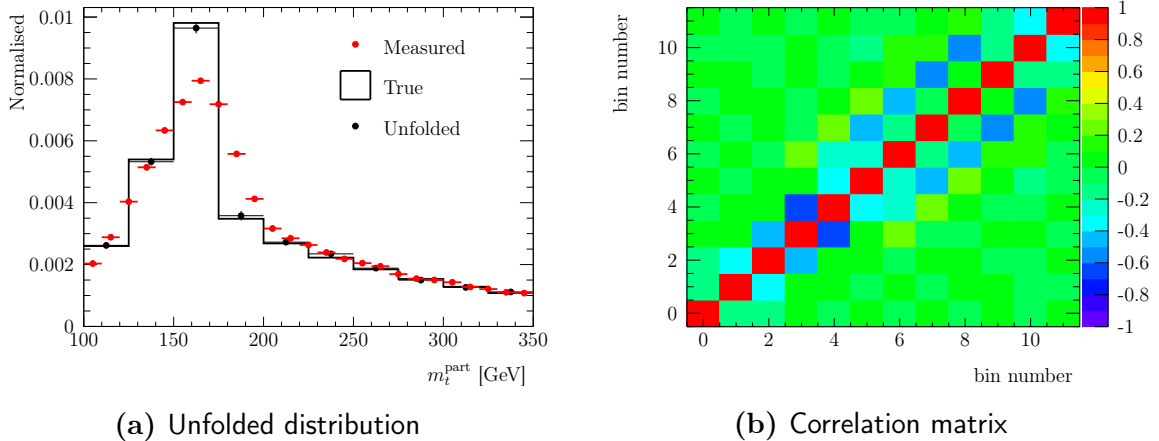 Normalised
0.01
0.008
0.006
0.004
0.002
0
100 150 200 250 300 350
m_t^part [GeV]
Measured
True
Unfolded
(a) Unfolded distribution
bin number
10
8
6
4
2
0
0 2 4 6 8 10
bin number
1
0.8
0.6
0.4
0.2
0
-0.2
-0.4
-0.6
-0.8
-1
(b) Correlation matrix